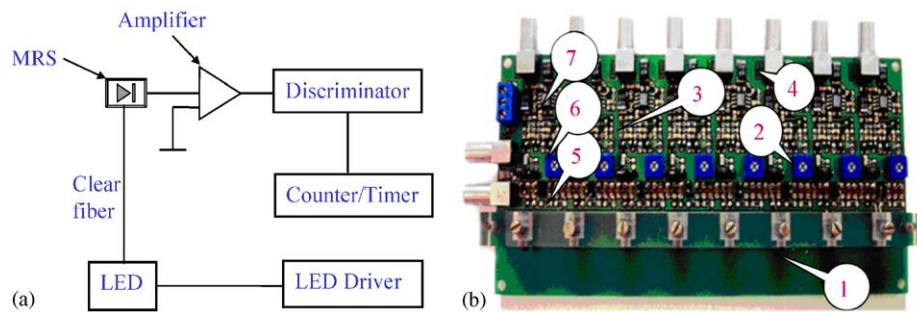 Amplifier
MRS
Discriminator
Clear
fiber
Counter/Timer
LED
LED Driver
(a)
7
3
4
6
2
5
1
(b)